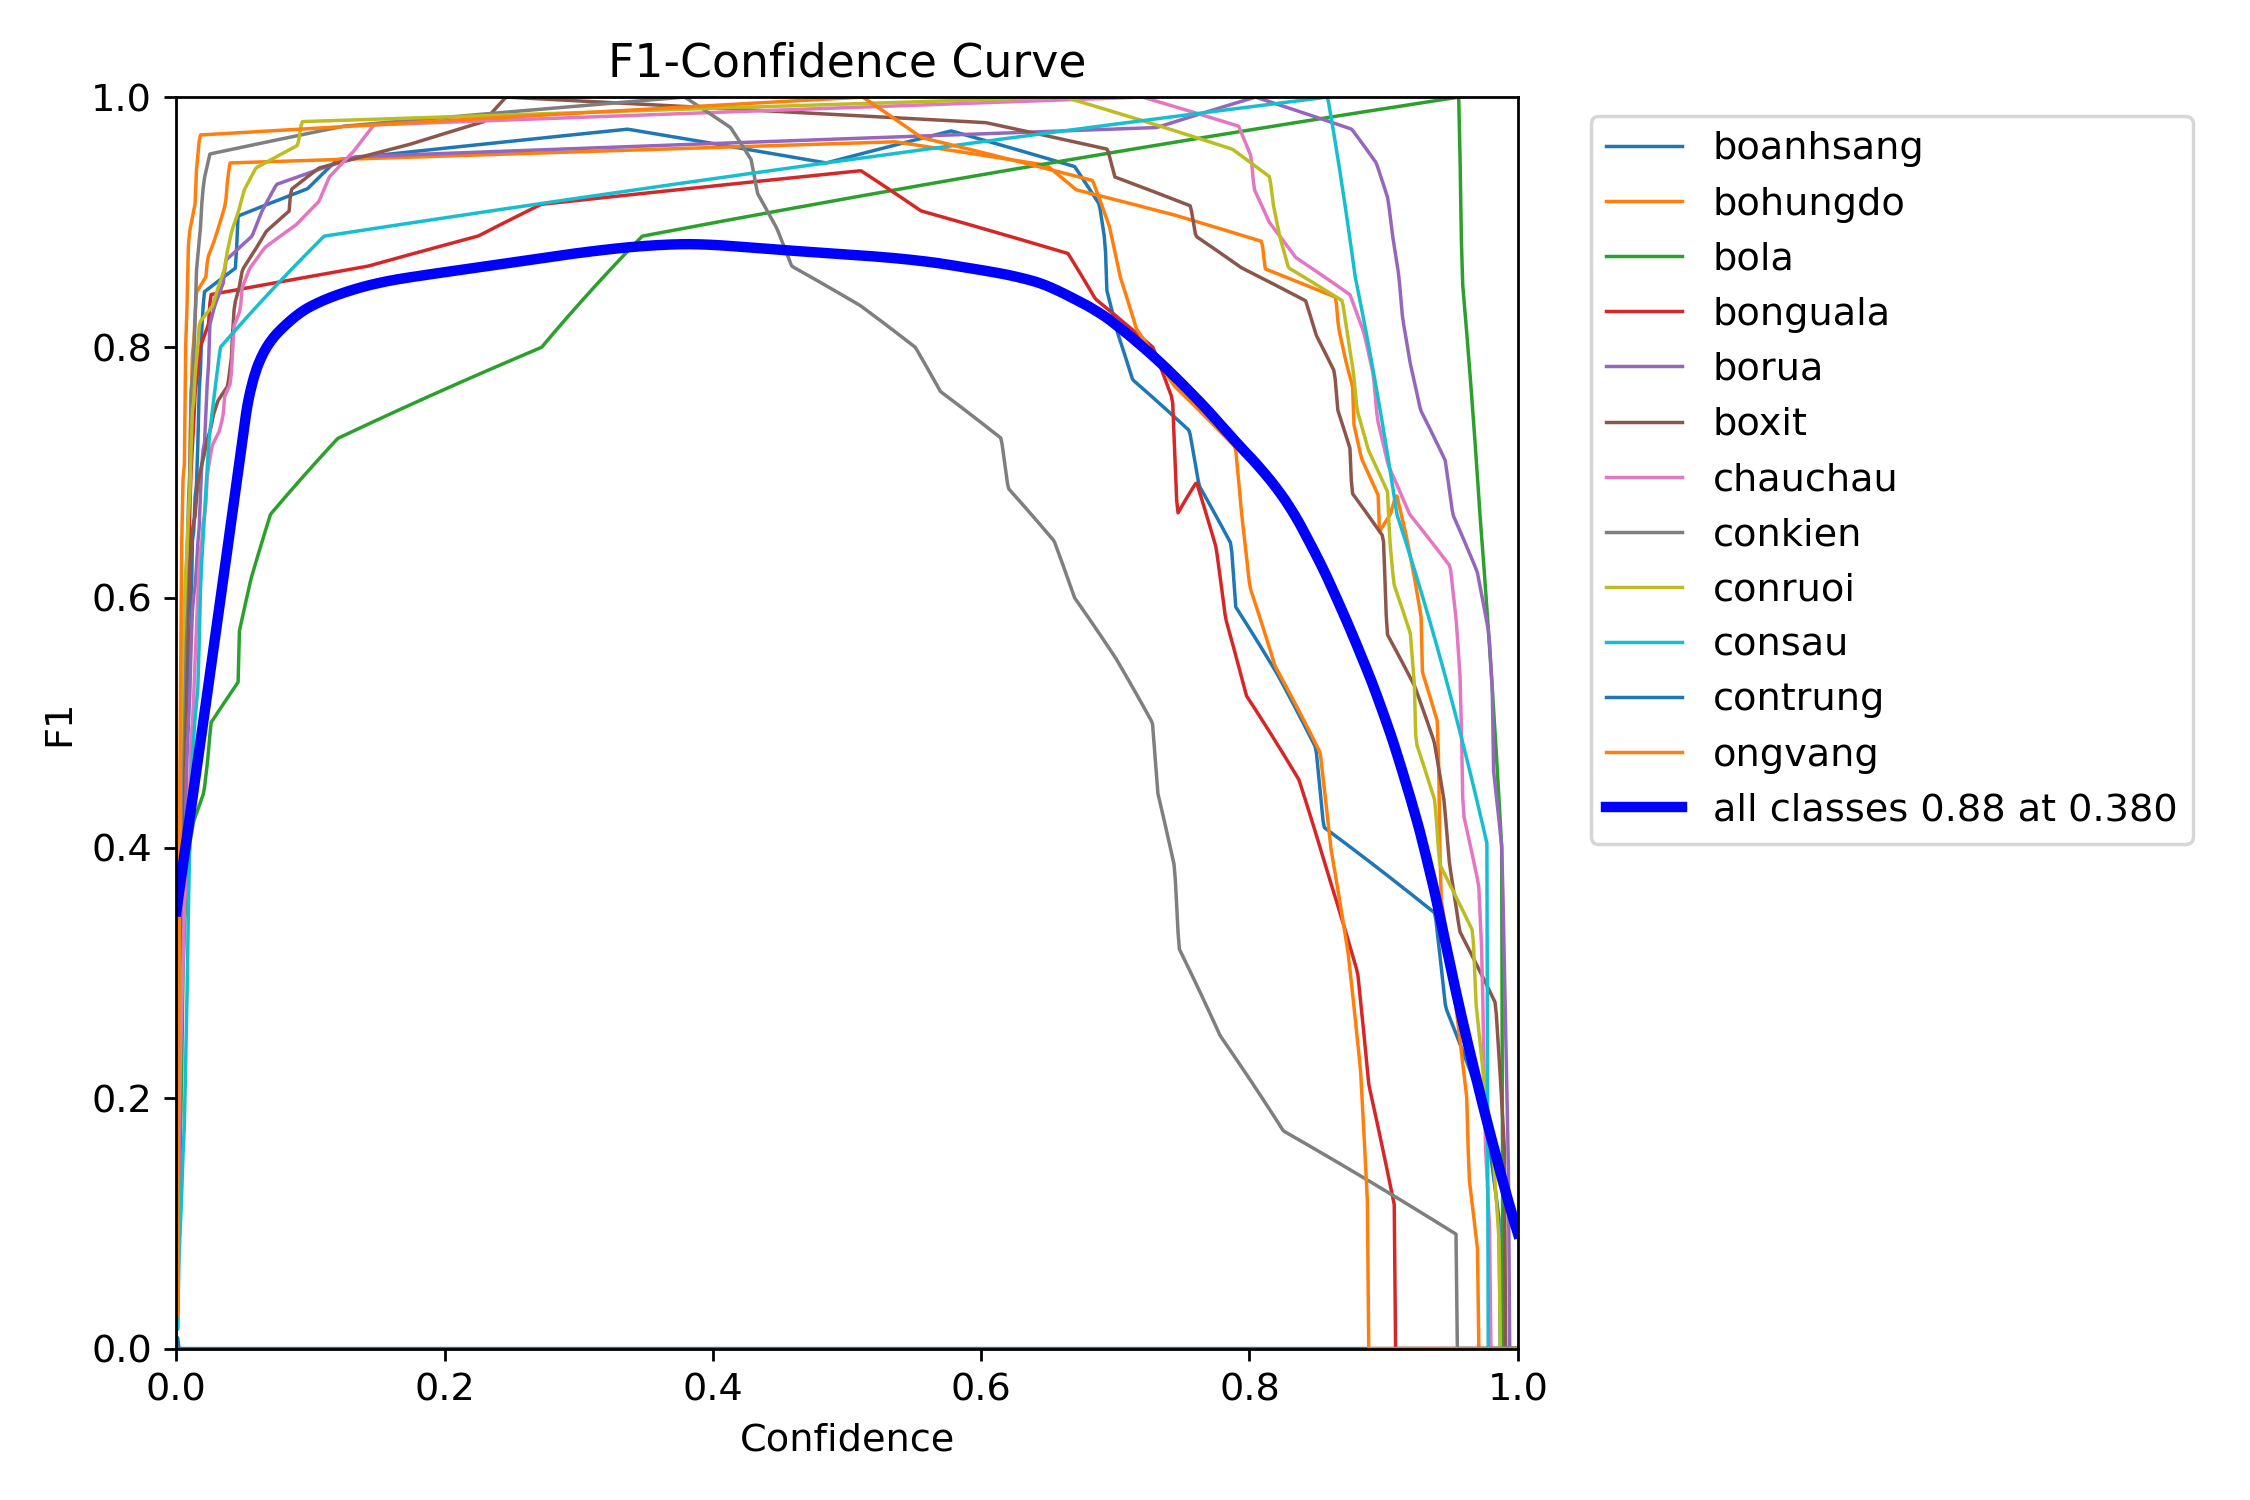 F1-Confidence Curve
1.0
0.8
0.6
0.4
0.2
0.0
F1
0.0 0.2 0.4 0.6 0.8 1.0
Confidence
boanhsang
bohungdo
bola
bonguala
borua
boxit
chauchau
conkien
conruoi
consau
contrung
ongvang
all classes 0.88 at 0.380